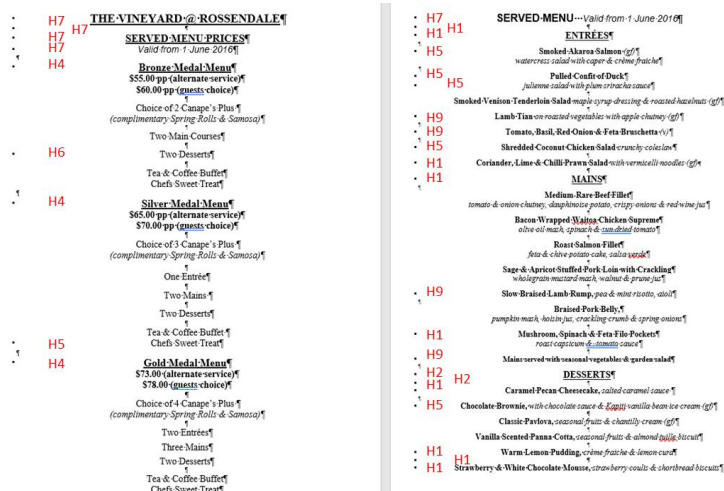 H7 THE VINEYARD @ ROSSENDALE
H7
H7 SERVED MENU PRICES
H7 Valid from 1 June 2016
H4 Bronze Medal Menu
$55.00 pp (alternate service)
$60.00 pp (guests choice)
Choice of 2 Canape's Plus
(complimentary Spring Rolls & Samosa)
Two Main Courses
H6 Two Desserts
Tea & Coffee Buffet
Chefs Sweet Treat
H4 Silver Medal Menu
$65.00 pp (alternate service)
$70.00 pp (guests choice)
Choice of 3 Canape's Plus
(complimentary Spring Rolls & Samosa)
One Entrée
Two Mains
Two Desserts
Tea & Coffee Buffet
H5 Chefs Sweet Treat
H4 Gold Medal Menu
$73.00 (alternate service)
$78.00 (guests choice)
Choice of 4 Canape's Plus
(complimentary Spring Rolls & Samosa)
Two Entrées
Three Mains
Two Desserts
Tea & Coffee Buffet
Chefs Sweet Treat
H7 SERVED MENU Valid from 1 June 2016
H1 H1 ENTRÉES
H5 Smoked Akaroa Salmon (gf)
watercress salad with caper & crème fraiche
H5 Pulled Confit of Duck
H5 julienne salad with plum sriracha sauce
Smoked Venison Tenderloin Salad maple syrup dressing & roasted hazelnuts (gf)
H9 Lamb Tian on roasted vegetables with apple chutney (gf)
H9 Tomato, Basil, Red Onion & Feta Bruschetta (v)
H5 Shredded Coconut Chicken Salad crunchy coleslaw
H1 Coriander, Lime & Chilli Prawn Salad with vermicelli noodles (gf)
H1 MAINS
Medium Rare Beef Fillet
tomato & onion chutney, dauphinoise potato, crispy onions & red wine jus
Bacon Wrapped Waitoa Chicken Supreme
olive oil mash, spinach & sun dried tomato
Roast Salmon Fillet
feta & chive potato cake, salsa verde
Sage & Apricot Stuffed Pork Loin with Crackling
wholegrain mustard mash, walnut & prune jus
H9 Slow Braised Lamb Rump, pea & mint risotto, aioli
Braised Pork Belly,
pumpkin mash, hoisin jus, crackling crumb & spring onions
H1 Mushroom, Spinach & Feta Filo Pockets
roast capsicum & tomato sauce
H9 Mains served with seasonal vegetables & garden salad
H2 H2 DESSERTS
H1 Caramel Pecan Cheesecake, salted caramel sauce
H5 Chocolate Brownie, with chocolate sauce & Kapiti vanilla bean ice cream (gf)
Classic Pavlova, seasonal fruits & chantilly cream (gf)
Vanilla Scented Panna Cotta, seasonal fruits & almond tuille biscuit
H1 Warm Lemon Pudding, crème fraiche & lemon curd
H1 H1 Strawberry & White Chocolate Mousse, strawberry coulis & shortbread biscuits